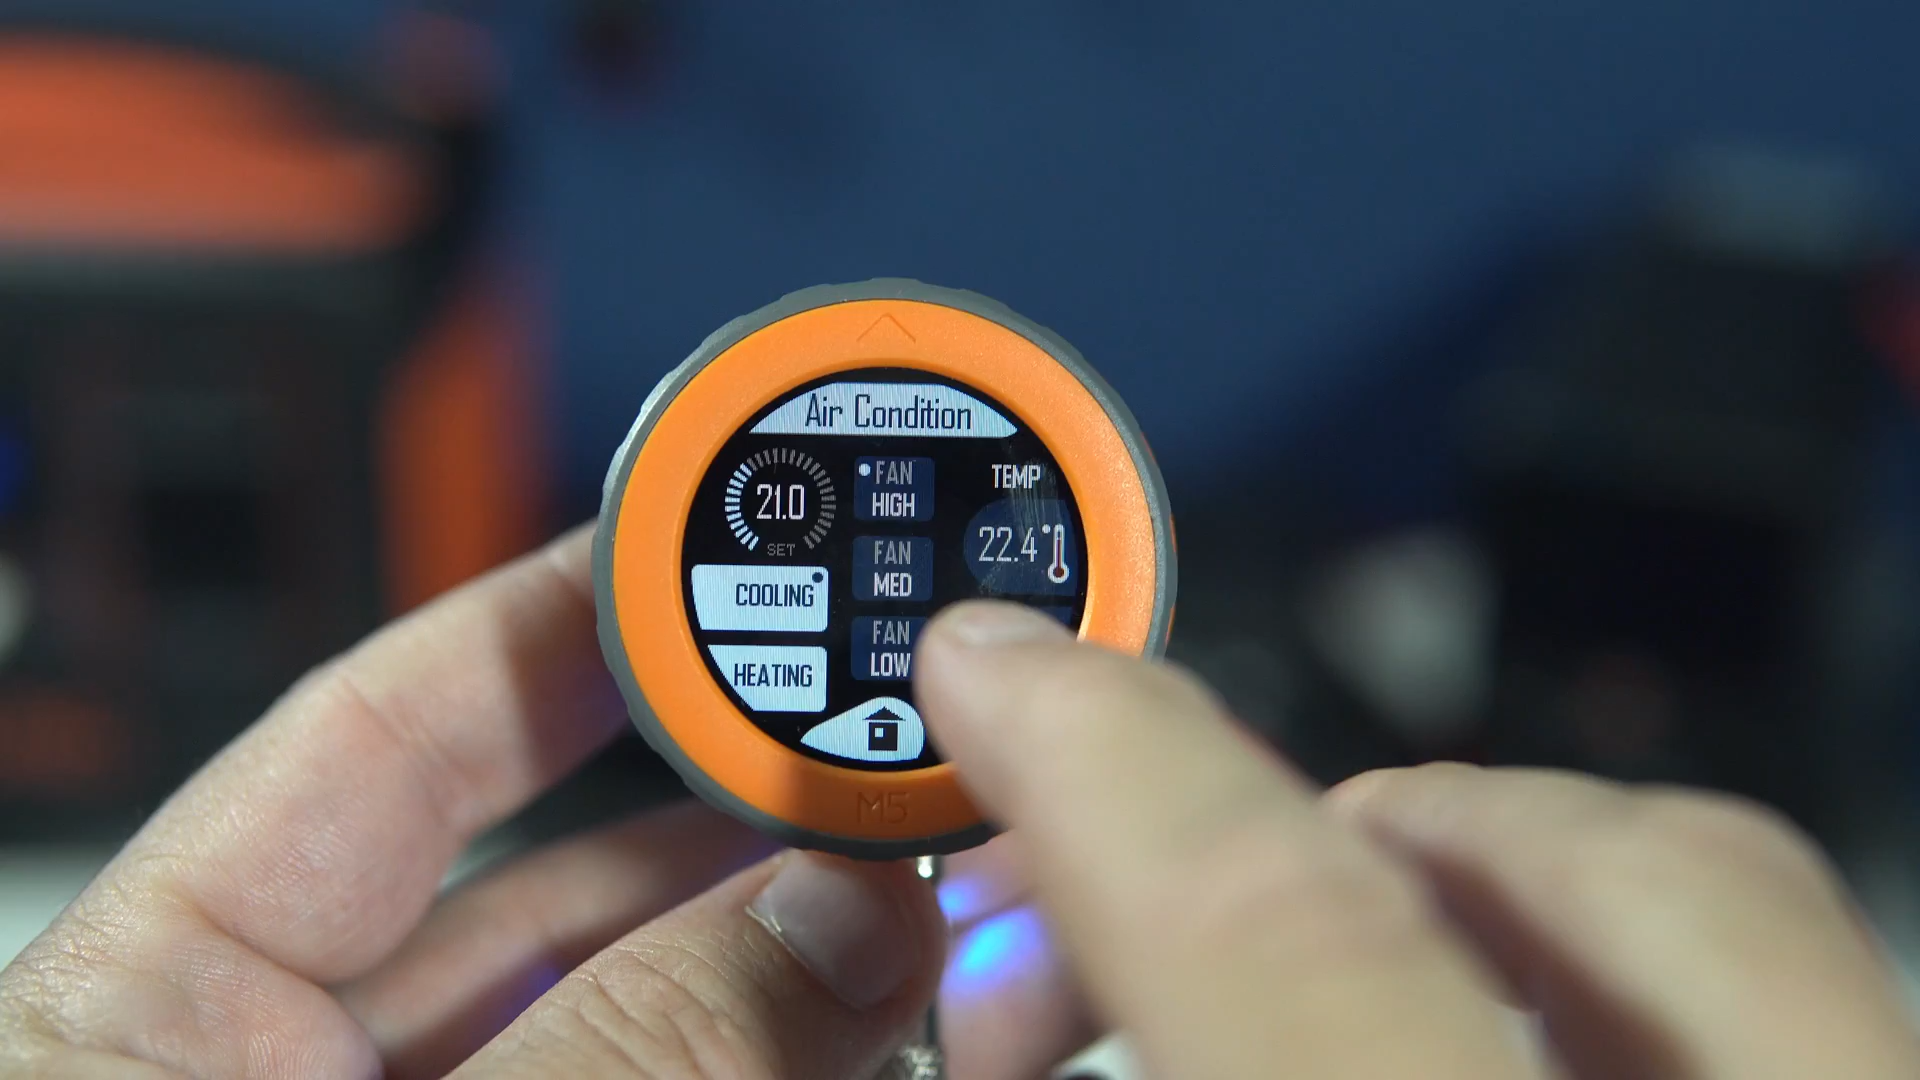 Air Condition
21.0
SET
COOLING
HEATING
FAN
HIGH
FAN
MED
FAN
LOW
TEMP
22.4°
M5